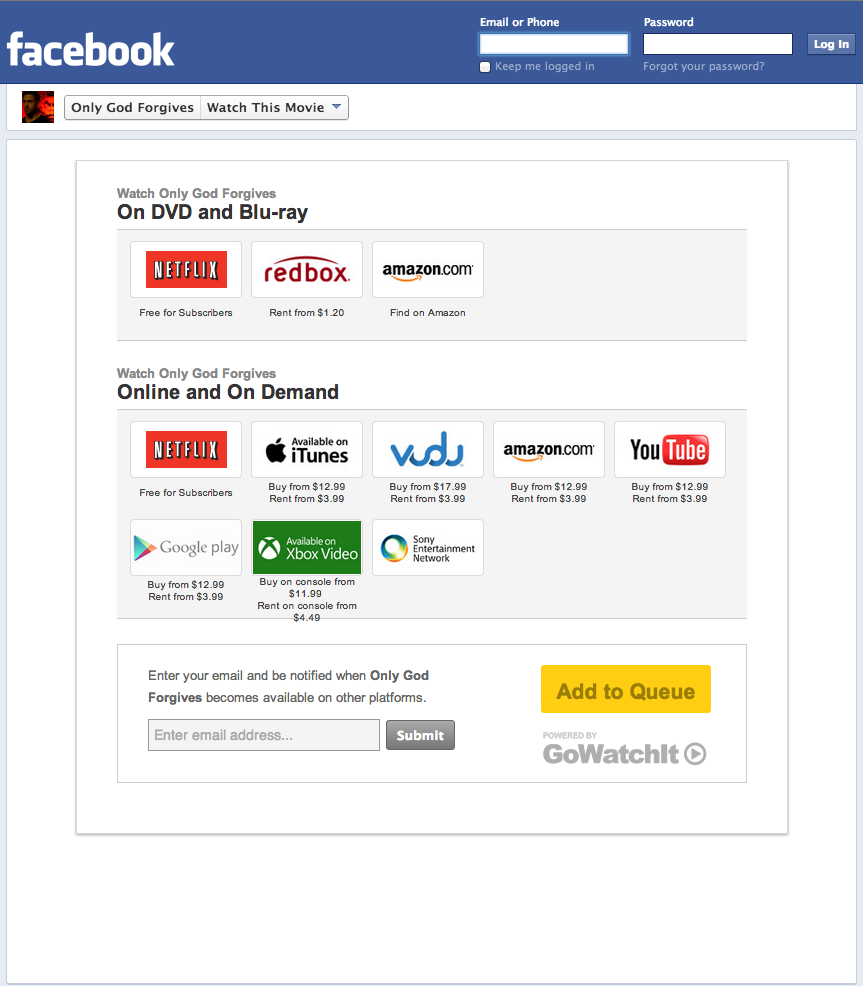 Email or Phone
Password
facebook
Log In
Keep me logged in
Forgot your password?
Only God Forgives
Watch This Movie
Watch Only God Forgives
On DVD and Blu-ray
NETFLIX
redbox.
amazon.com
Free for Subscribers
Rent from $1.20
Find on Amazon
Watch Only God Forgives
Online and On Demand
NETFLIX
Available on
iTunes
vudu
amazon.com
YouTube
Free for Subscribers
Buy from $12.99
Rent from $3.99
Buy from $17.99
Rent from $3.99
Buy from $12.99
Rent from $3.99
Buy from $12.99
Rent from $3.99
Google play
Available on
Xbox Video
Sony
Entertainment
Network
Buy from $12.99
Rent from $3.99
Buy on console from
$11.99
Rent on console from
$4.49
Enter your email and be notified when Only God
Forgives becomes available on other platforms.
Enter email address...
Submit
Add to Queue
POWERED BY
GoWatchIt